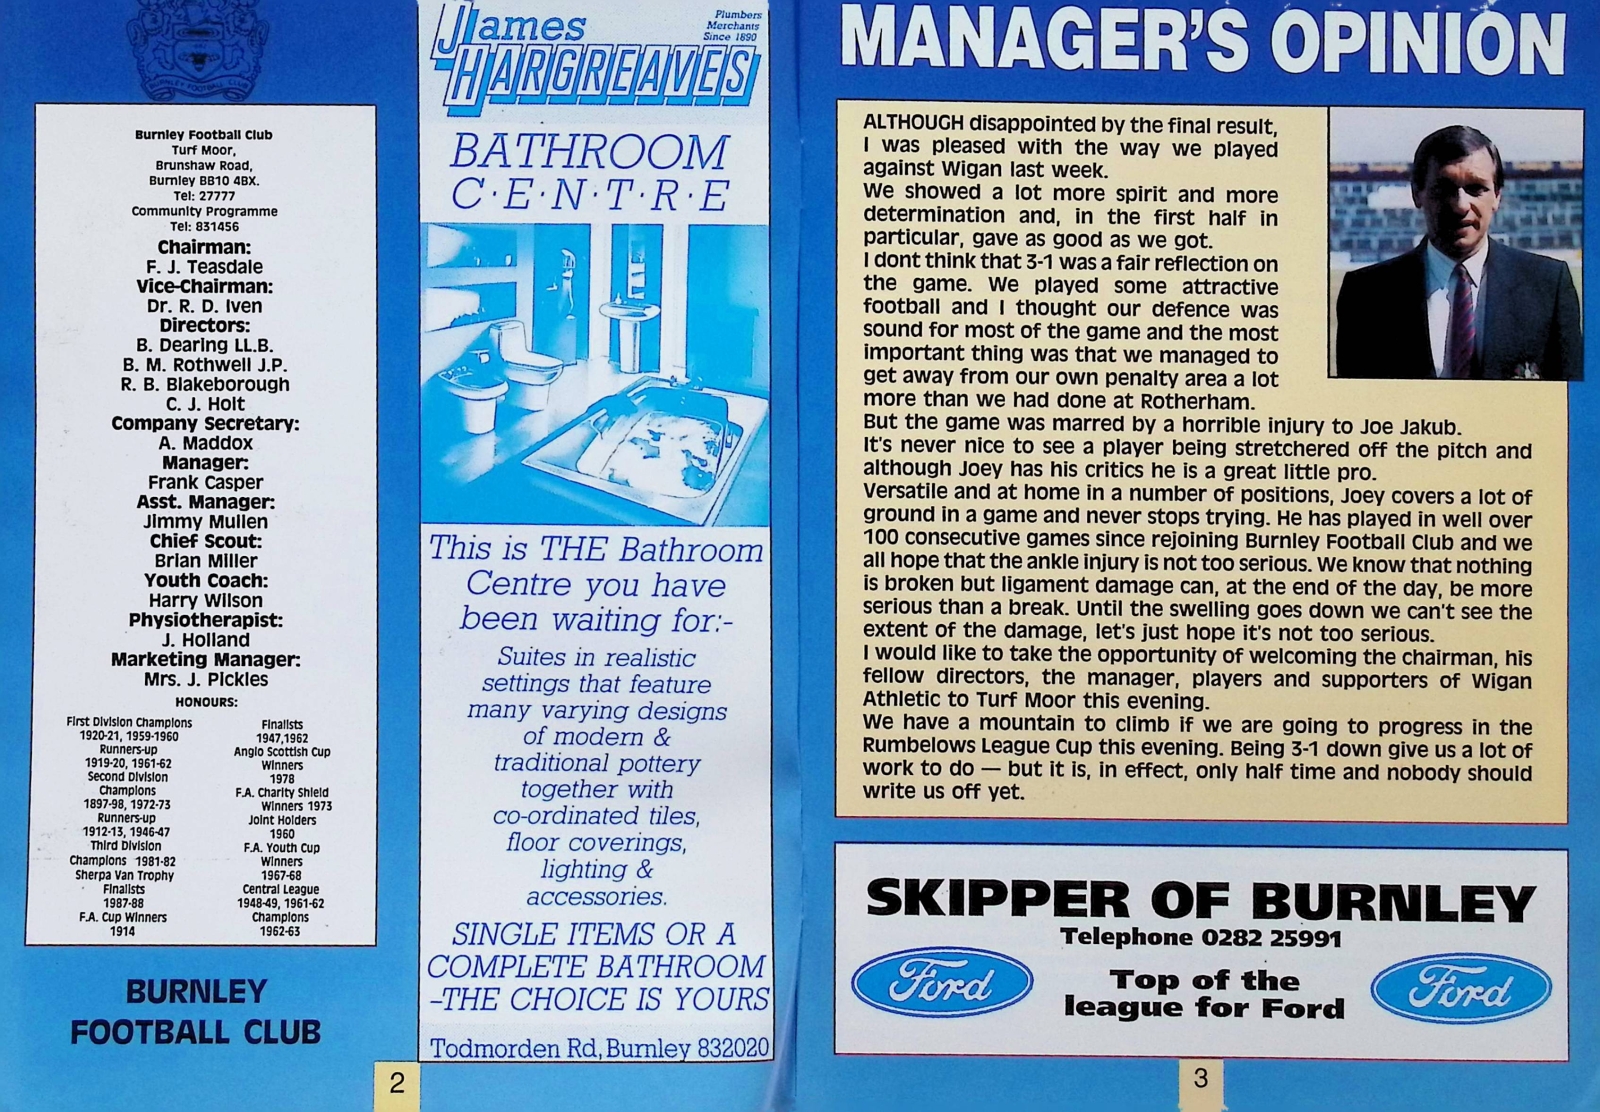 BURNLEY FOOTBALL CLUB
Burnley Football Club
Turf Moor,
Brunshaw Road,
Burnley BB10 4BX.
Tel: 27777
Community Programme
Tel: 831456
Chairman:
F. J. Teasdale
Vice-Chairman:
Dr. R. D. Iven
Directors:
B. Dearing LL.B.
B. M. Rothwell J.P.
R. B. Blakeborough
C. J. Holt
Company Secretary:
A. Maddox
Manager:
Frank Casper
Asst. Manager:
Jimmy Mullen
Chief Scout:
Brian Miller
Youth Coach:
Harry Wilson
Physiotherapist:
J. Holland
Marketing Manager:
Mrs. J. Pickles
HONOURS:
First Division Champions
1920-21, 1959-1960
Runners-up
1919-20, 1961-62
Second Division
Champions
1897-98, 1972-73
Runners-up
1912-13, 1946-47
Third Division
Champions 1981-82
Sherpa Van Trophy
Finalists
1987-88
F.A. Cup Winners
1914
Finalists
1947,1962
Anglo Scottish Cup
Winners
1978
F.A. Charity Shield
Winners 1973
Joint Holders
1960
F.A. Youth Cup
Winners
1967-68
Central League
1948-49, 1961-62
Champions
1962-63
BURNLEY
FOOTBALL CLUB
2
James
HARGREAVES
Plumbers
Merchants
Since 1890
BATHROOM
C·E·N·T·R·E
This is THE Bathroom
Centre you have
been waiting for:-
Suites in realistic
settings that feature
many varying designs
of modern &
traditional pottery
together with
co-ordinated tiles,
floor coverings,
lighting &
accessories.
SINGLE ITEMS OR A
COMPLETE BATHROOM
-THE CHOICE IS YOURS
Todmorden Rd, Burnley 832020
MANAGER'S OPINION
ALTHOUGH disappointed by the final result,
I was pleased with the way we played
against Wigan last week.
We showed a lot more spirit and more
determination and, in the first half in
particular, gave as good as we got.
I dont think that 3-1 was a fair reflection on
the game. We played some attractive
football and I thought our defence was
sound for most of the game and the most
important thing was that we managed to
get away from our own penalty area a lot
more than we had done at Rotherham.
But the game was marred by a horrible injury to Joe Jakub.
It's never nice to see a player being stretchered off the pitch and
although Joey has his critics he is a great little pro.
Versatile and at home in a number of positions, Joey covers a lot of
ground in a game and never stops trying. He has played in well over
100 consecutive games since rejoining Burnley Football Club and we
all hope that the ankle injury is not too serious. We know that nothing
is broken but ligament damage can, at the end of the day, be more
serious than a break. Until the swelling goes down we can't see the
extent of the damage, let's just hope it's not too serious.
I would like to take the opportunity of welcoming the chairman, his
fellow directors, the manager, players and supporters of Wigan
Athletic to Turf Moor this evening.
We have a mountain to climb if we are going to progress in the
Rumbelows League Cup this evening. Being 3-1 down give us a lot of
work to do — but it is, in effect, only half time and nobody should
write us off yet.
SKIPPER OF BURNLEY
Telephone 0282 25991
Ford
Top of the
league for Ford
Ford
3